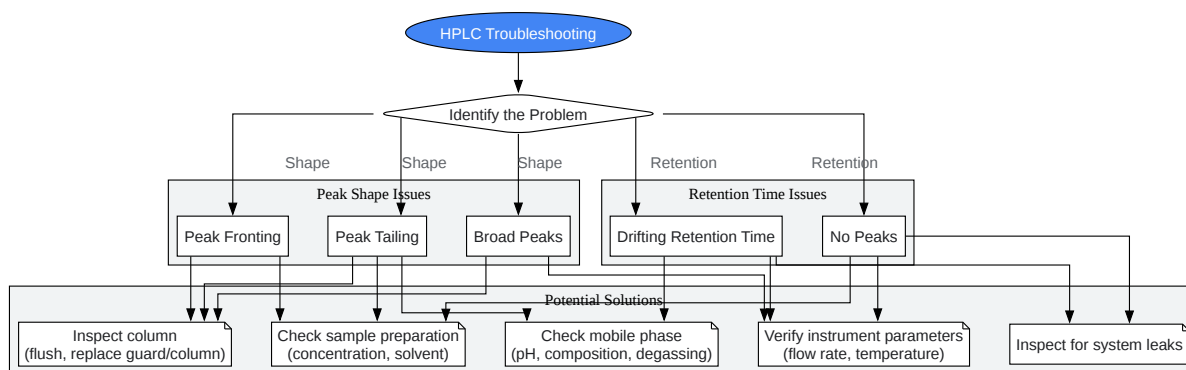 HPLC Troubleshooting
Identify the Problem
Shape
Shape
Shape
Retention
Retention
Peak Shape Issues
Retention Time Issues
Peak Fronting
Peak Tailing
Broad Peaks
Drifting Retention Time
No Peaks
Potential Solutions
Inspect column
(flush, replace guard/column)
Check sample preparation
(concentration, solvent)
Check mobile phase
(pH, composition, degassing)
Verify instrument parameters
(flow rate, temperature)
Inspect for system leaks